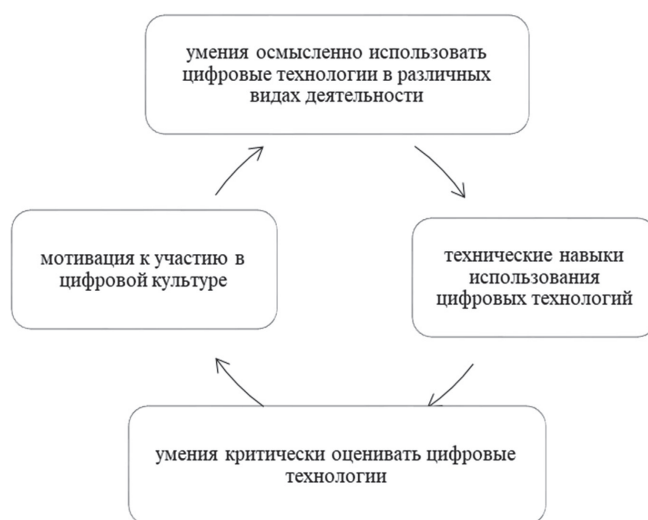 умения осмысленно использовать
цифровые технологии в различных
видах деятельности
мотивация к участию в
цифровой культуре
технические навыки
использования
цифровых технологий
умения критически оценивать цифровые
технологии